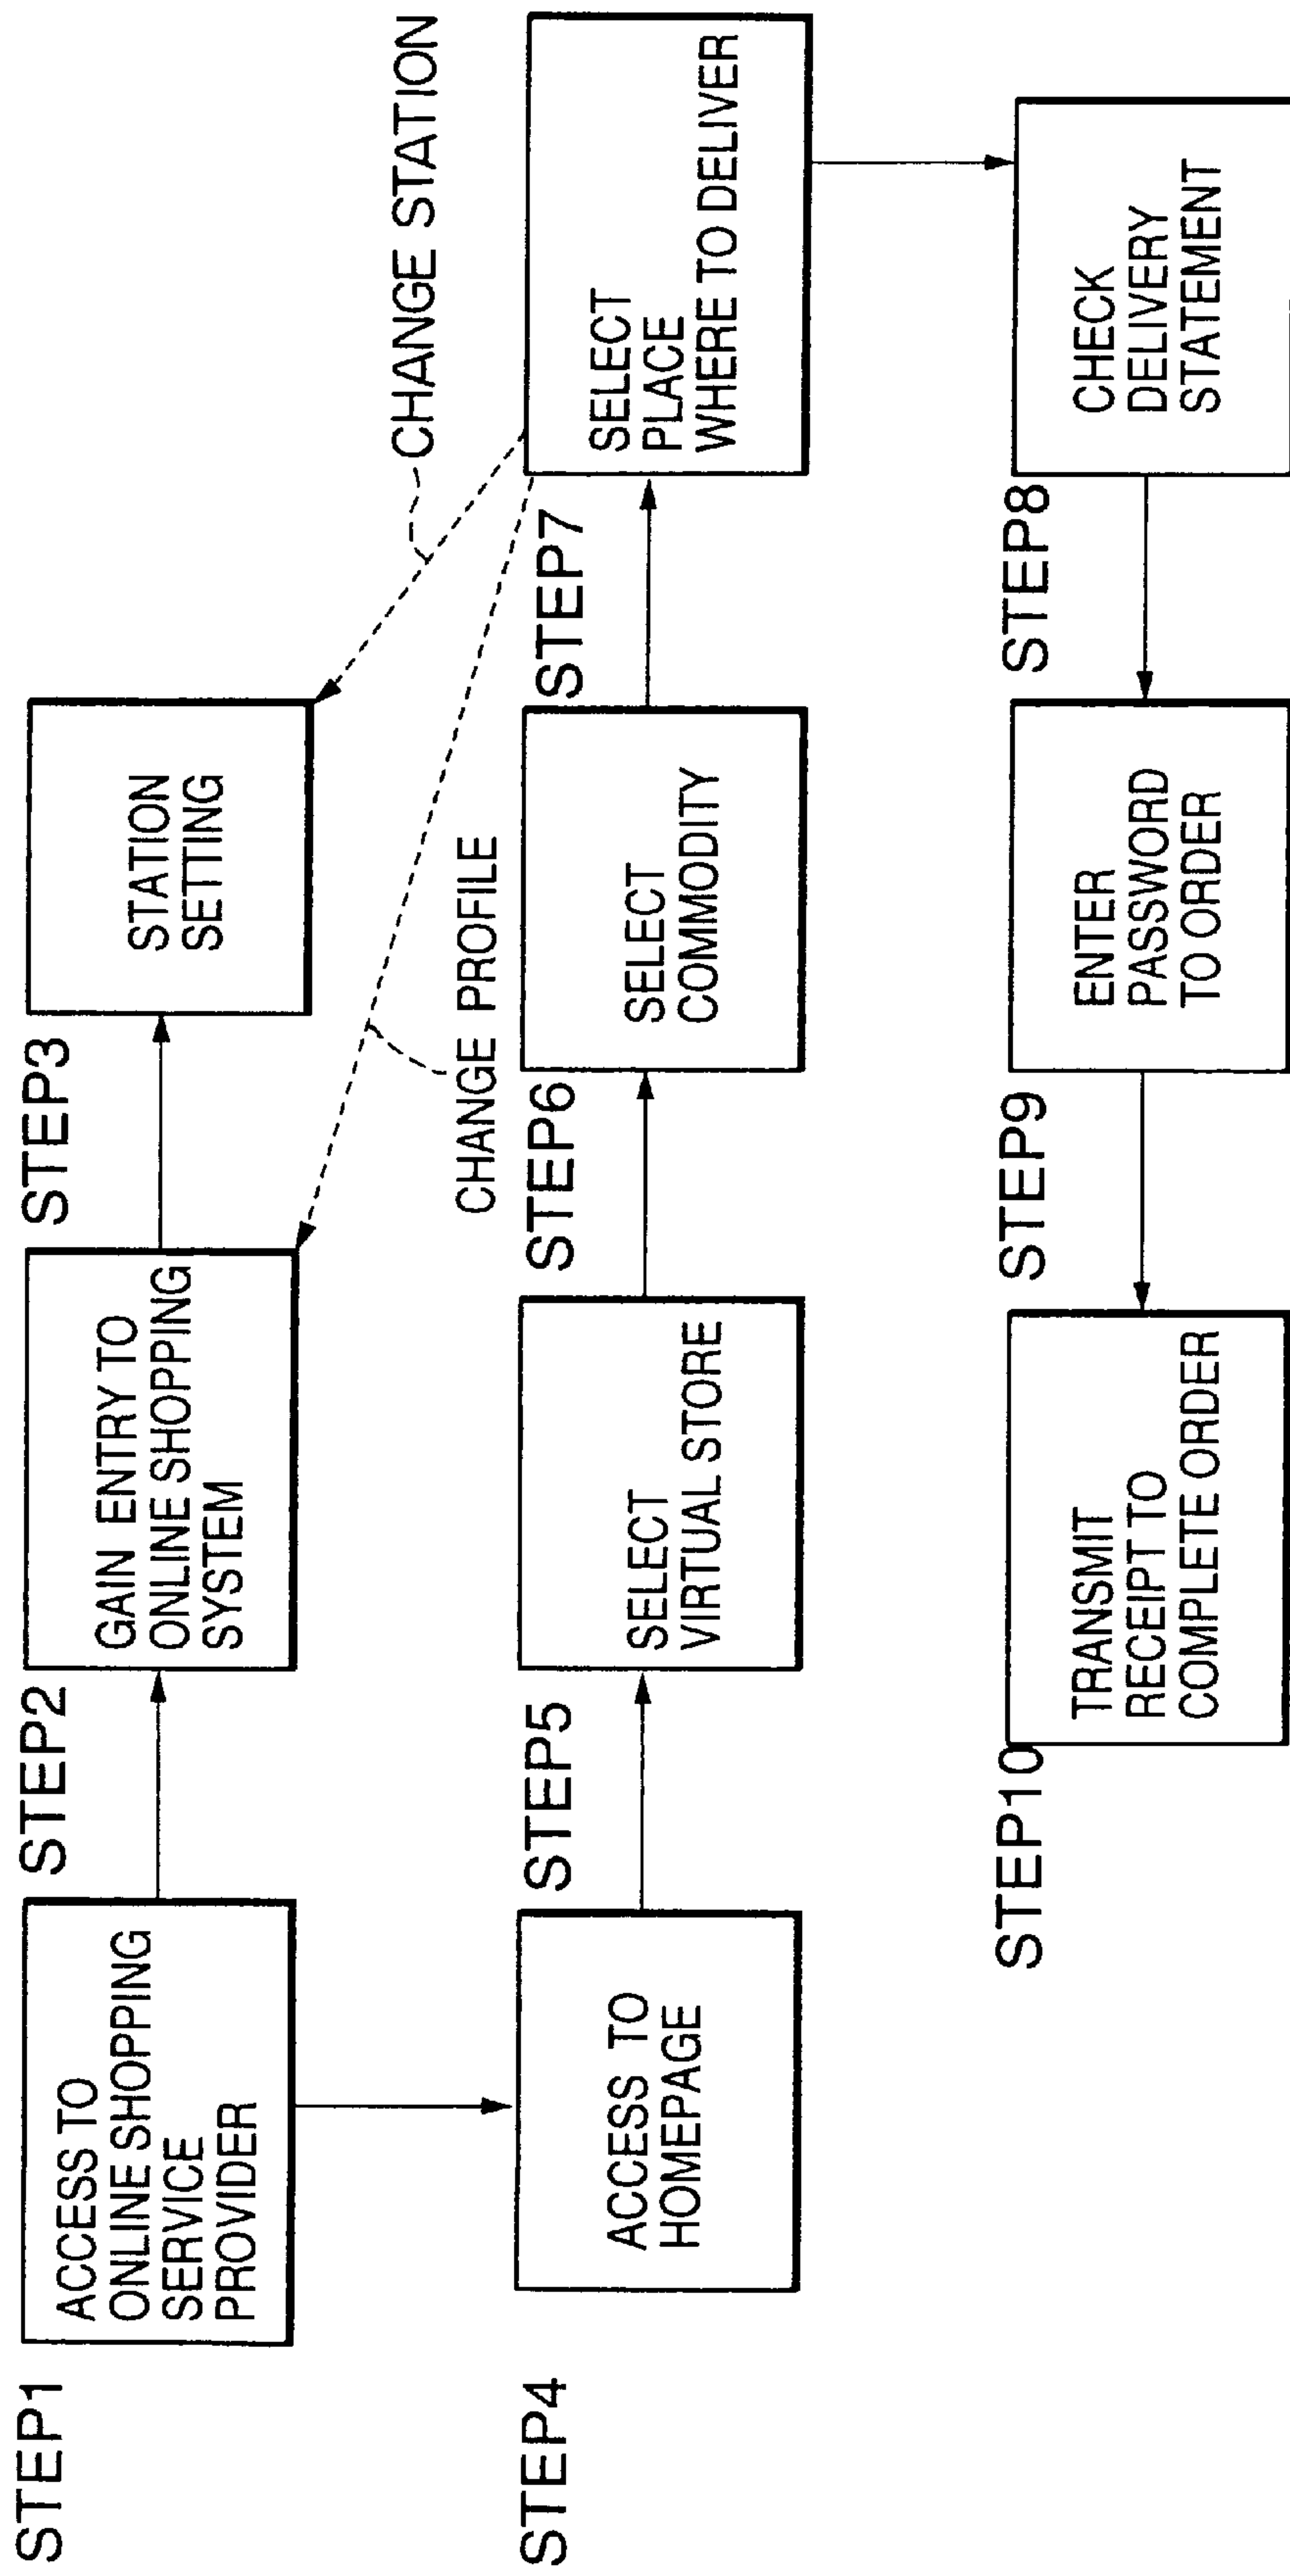 STEP1
ACCESS TO
ONLINE SHOPPING
SERVICE
PROVIDER
STEP2
GAIN ENTRY TO
ONLINE SHOPPING
SYSTEM
STEP3
STATION
SETTING
CHANGE STATION
CHANGE PROFILE
STEP4
ACCESS TO
HOMEPAGE
STEP5
SELECT
VIRTUAL STORE
STEP6
SELECT
COMMODITY
STEP7
SELECT
PLACE
WHERE TO DELIVER
STEP8
CHECK
DELIVERY
STATEMENT
STEP9
ENTER
PASSWORD
TO ORDER
STEP10
TRANSMIT
RECEIPT TO
COMPLETE ORDER